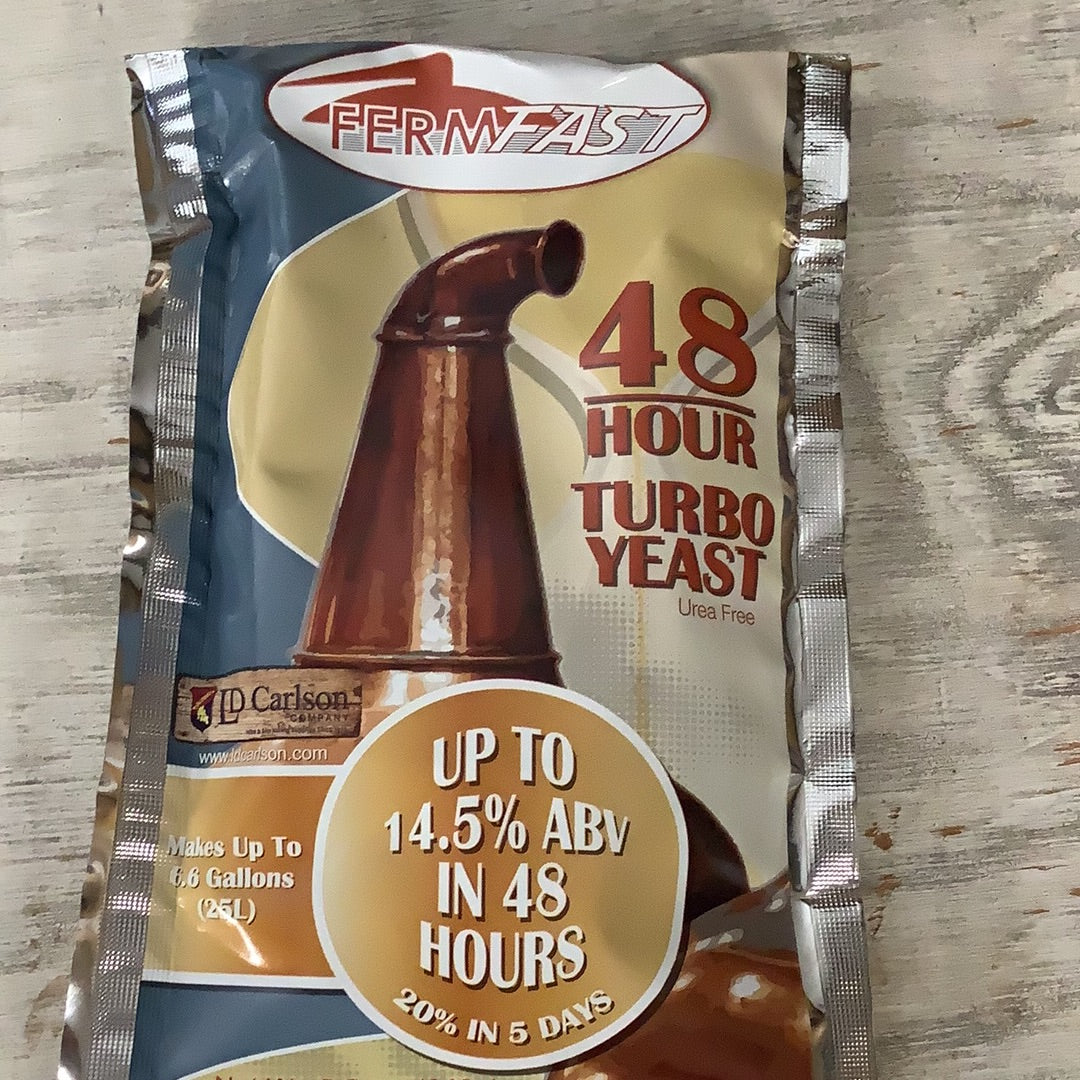 FERMFAST
48
HOUR
TURBO
YEAST
Urea Free
LD Carlson
COMPANY
www.ldcarlson.com
Makes Up To
6.6 Gallons
(25L)
UP TO
14.5% ABV
IN 48
HOURS
20% IN 5 DAYS